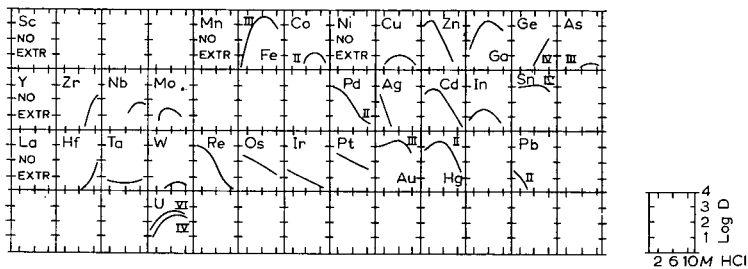 Sc NO EXTR
Mn NO EXTR
III Fe
Co II
Ni NO EXTR
Cu
Zn
Ga
Ge IV
As III
Y NO EXTR
Zr
Nb
Mo
Pd II
Ag
Cd
In
Sn IV
La NO EXTR
Hf
Ta
W
Re
Os
Ir
Pt
III Au
II Hg
Pb II
U VI IV
4
3
2
1
→ Log D
2 6 10 M HCl